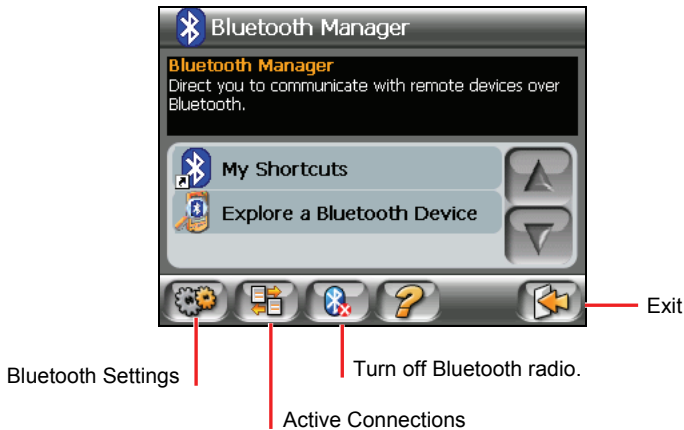 Bluetooth Manager
Bluetooth Manager
Direct you to communicate with remote devices over
Bluetooth.
My Shortcuts
Explore a Bluetooth Device
Exit
Bluetooth Settings
Turn off Bluetooth radio.
Active Connections